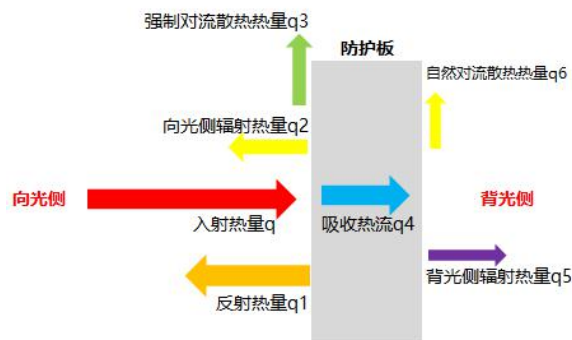 强制对流散热热量q3
防护板
自然对流散热热量q6
向光侧辐射热量q2
向光侧
背光侧
入射热量q
吸收热流q4
背光侧辐射热量q5
反射热量q1